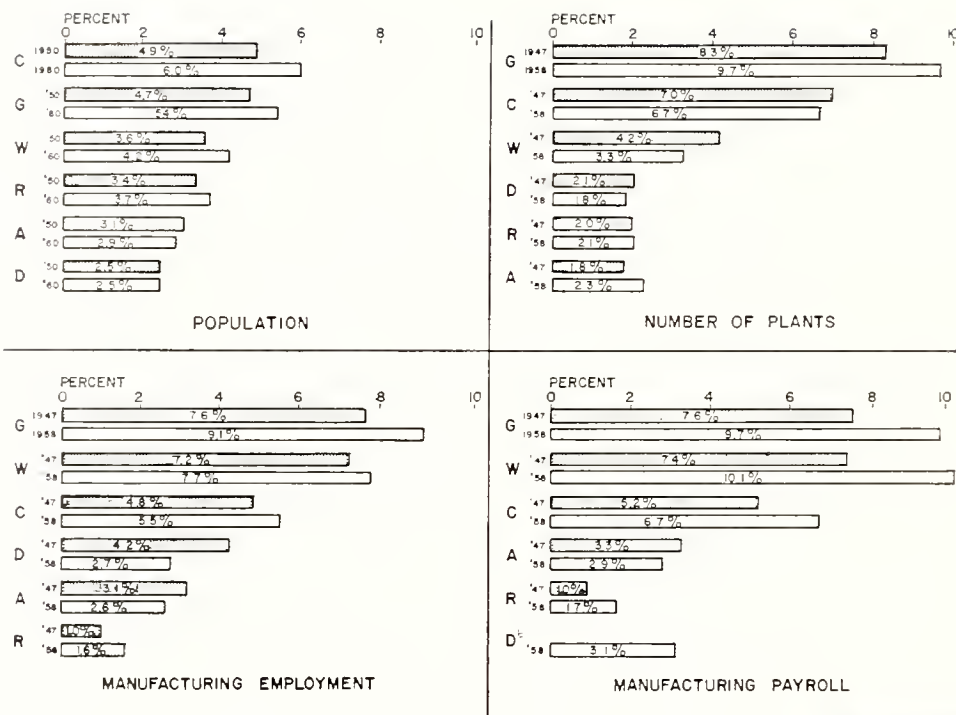 PERCENT
0 2 4 6 8 10
C
1950 4.9%
1960 6.0%
G
'50 4.7%
'60 5.4%
W
'50 3.6%
'60 4.2%
R
'50 3.4%
'60 3.7%
A
'50 3.1%
'60 2.9%
D
'50 2.5%
'60 2.5%
POPULATION
PERCENT
0 2 4 6 8 10
G
1947 8.3%
1958 9.7%
C
'47 7.0%
'58 6.7%
W
'47 4.2%
'58 3.3%
D
'47 2.1%
'58 1.8%
R
'47 2.0%
'58 2.1%
A
'47 1.8%
'58 2.3%
NUMBER OF PLANTS
PERCENT
0 2 4 6 8 10
G
1947 7.6%
1958 9.1%
W
'47 7.2%
'58 7.7%
C
'47 4.8%
'58 5.5%
D
'47 4.2%
'58 2.7%
A
'47
'58 2.6%
R
'47 1.0%
'58 1.6%
MANUFACTURING EMPLOYMENT
PERCENT
0 2 4 6 8 10
G
1947 7.6%
1958 9.7%
W
'47 7.4%
'58 10.1%
C
'47 5.2%
'58 6.7%
A
'47 3.3%
'58 2.9%
R
'47 1.0%
'58 1.7%
D
'58 3.1%
MANUFACTURING PAYROLL